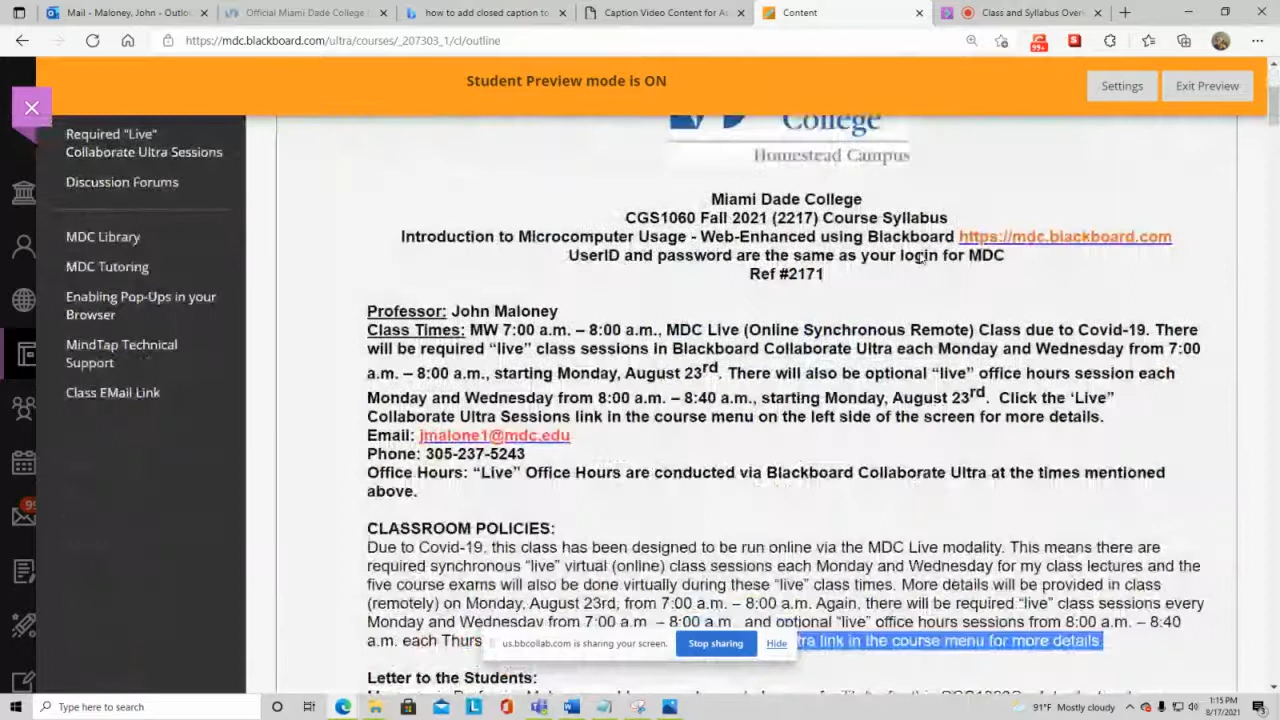 Mail - Maloney, John - Outlo
Official Miami Dade College
how to add closed caption to
Caption Video Content for Ac
Content
Class and Syllabus Over
https://mdc.blackboard.com/ultra/courses/_207303_1/cl/outline
99+
Student Preview mode is ON
Settings
Exit Preview
Required "Live"
Collaborate Ultra Sessions
Discussion Forums
MDC Library
MDC Tutoring
Enabling Pop-Ups in your
Browser
MindTap Technical
Support
Class EMail Link
99
College
Homestead Campus
Miami Dade College
CGS1060 Fall 2021 (2217) Course Syllabus
Introduction to Microcomputer Usage - Web-Enhanced using Blackboard https://mdc.blackboard.com
UserID and password are the same as your login for MDC
Ref #2171
Professor: John Maloney
Class Times: MW 7:00 a.m. – 8:00 a.m., MDC Live (Online Synchronous Remote) Class due to Covid-19. There
will be required “live” class sessions in Blackboard Collaborate Ultra each Monday and Wednesday from 7:00
a.m. – 8:00 a.m., starting Monday, August 23rd. There will also be optional “live” office hours session each
Monday and Wednesday from 8:00 a.m. – 8:40 a.m., starting Monday, August 23rd. Click the ‘Live”
Collaborate Ultra Sessions link in the course menu on the left side of the screen for more details.
Email: jmalone1@mdc.edu
Phone: 305-237-5243
Office Hours: “Live” Office Hours are conducted via Blackboard Collaborate Ultra at the times mentioned
above.
CLASSROOM POLICIES:
Due to Covid-19, this class has been designed to be run online via the MDC Live modality. This means there are
required synchronous “live” virtual (online) class sessions each Monday and Wednesday for my class lectures and the
five course exams will also be done virtually during these “live” class times. More details will be provided in class
(remotely) on Monday, August 23rd, from 7:00 a.m. – 8:00 a.m. Again, there will be required “live” class sessions every
Monday and Wednesday from 7:00 a.m. – 8:00 a.m. and optional “live” office hours sessions from 8:00 a.m. – 8:40
a.m. each Thurs tra link in the course menu for more details.
us.bbcollab.com is sharing your screen.
Stop sharing
Hide
Letter to the Students:
Type here to search
91°F Mostly cloudy
1:15 PM
8/17/2021